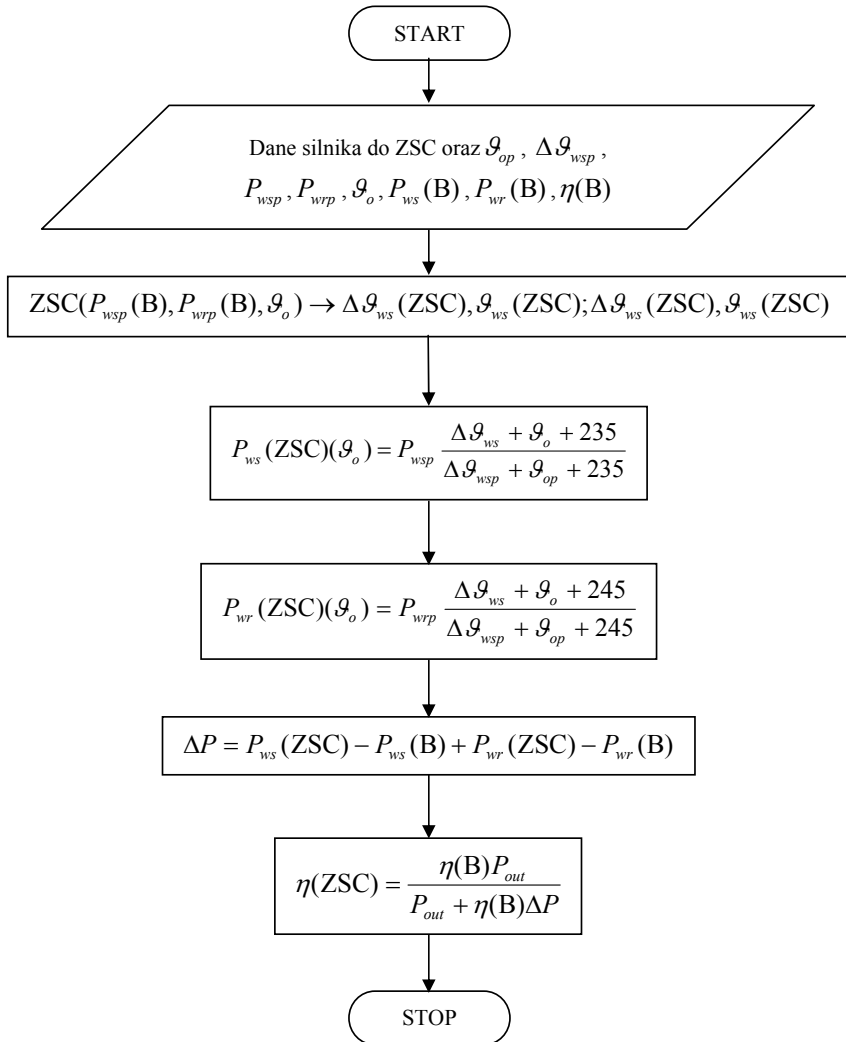 START
Dane silnika do ZSC oraz 𝜗_op , Δ𝜗_wsp ,
P_wsp , P_wrp , 𝜗_o , P_ws(B) , P_wr(B) , η(B)
ZSC(P_wsp(B), P_wrp(B), 𝜗_o) → Δ𝜗_ws(ZSC), 𝜗_ws(ZSC); Δ𝜗_ws(ZSC), 𝜗_ws(ZSC)
P_ws(ZSC)(𝜗_o) = P_wsp (Δ𝜗_ws + 𝜗_o + 235) / (Δ𝜗_wsp + 𝜗_op + 235)
P_wr(ZSC)(𝜗_o) = P_wrp (Δ𝜗_ws + 𝜗_o + 245) / (Δ𝜗_wsp + 𝜗_op + 245)
ΔP = P_ws(ZSC) − P_ws(B) + P_wr(ZSC) − P_wr(B)
η(ZSC) = η(B)P_out / (P_out + η(B)ΔP)
STOP